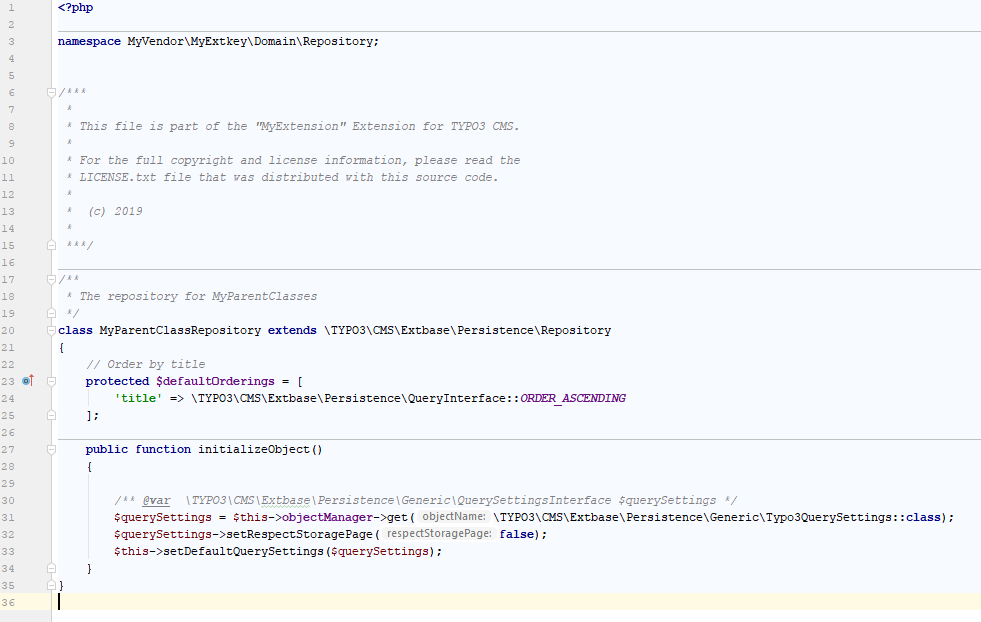 1 <?php
2
3 namespace MyVendor\MyExtkey\Domain\Repository;
4
5
6 /***
7 *
8 * This file is part of the "MyExtension" Extension for TYPO3 CMS.
9 *
10 * For the full copyright and license information, please read the
11 * LICENSE.txt file that was distributed with this source code.
12 *
13 *  (c) 2019
14 *
15 ***/
16
17 /**
18 * The repository for MyParentClasses
19 */
20 class MyParentClassRepository extends \TYPO3\CMS\Extbase\Persistence\Repository
21 {
22     // Order by title
23     protected $defaultOrderings = [
24         'title' => \TYPO3\CMS\Extbase\Persistence\QueryInterface::ORDER_ASCENDING
25     ];
26
27     public function initializeObject()
28     {
29
30         /** @var  \TYPO3\CMS\Extbase\Persistence\Generic\QuerySettingsInterface $querySettings */
31         $querySettings = $this->objectManager->get( objectName: \TYPO3\CMS\Extbase\Persistence\Generic\Typo3QuerySettings::class);
32         $querySettings->setRespectStoragePage( respectStoragePage: false);
33         $this->setDefaultQuerySettings($querySettings);
34     }
35 }
36